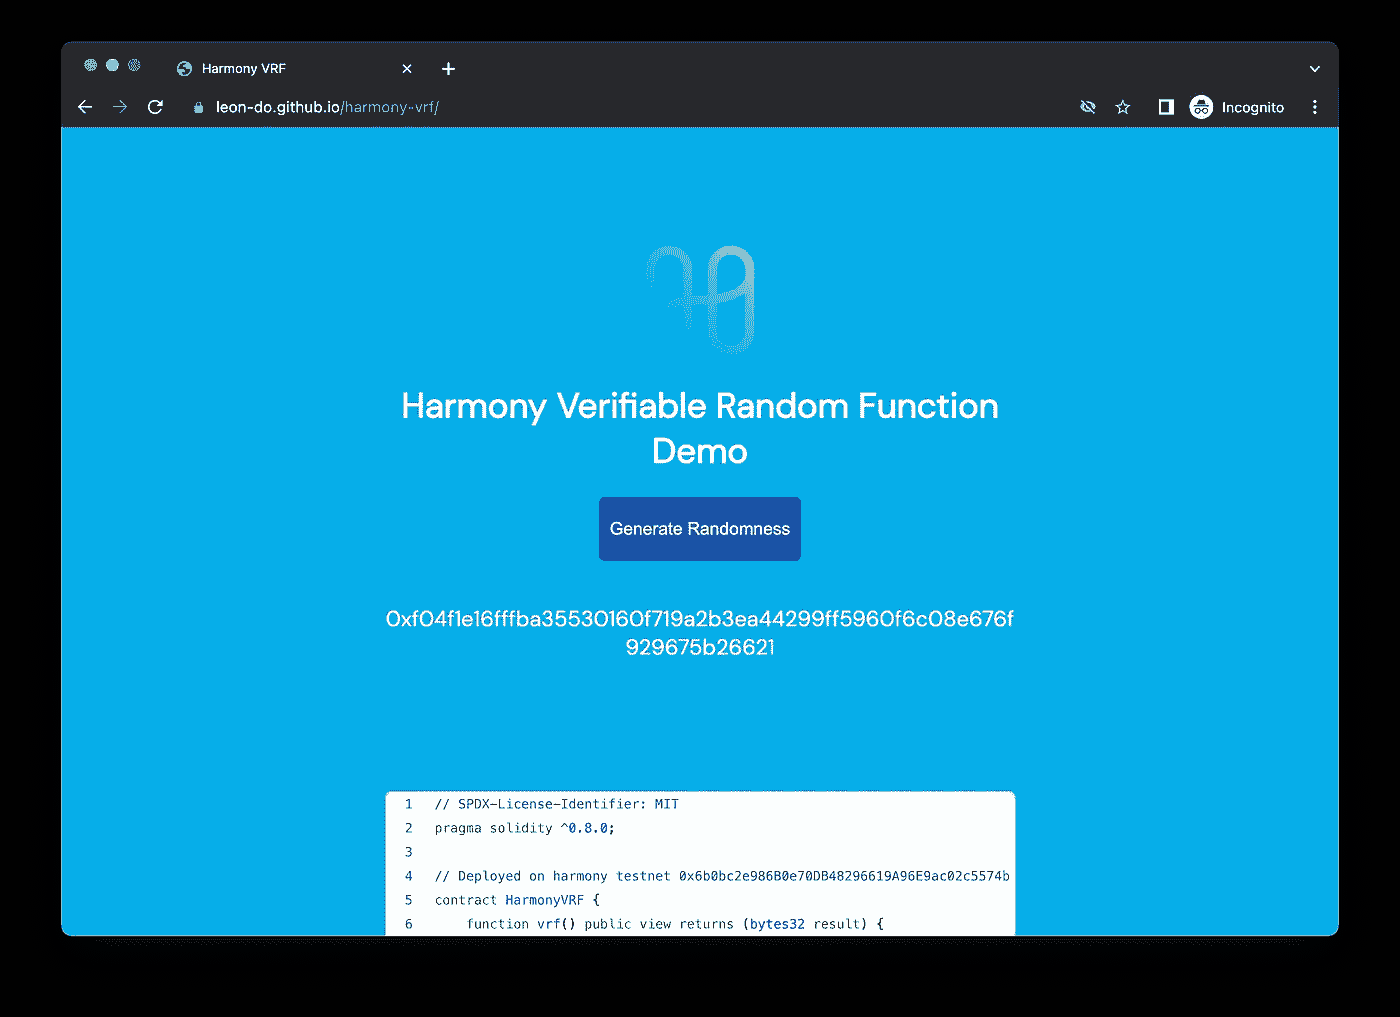 Harmony VRF
leon-do.github.io/harmony-vrf/
Incognito
Harmony Verifiable Random Function
Demo
Generate Randomness
0xf04f1e16fffba35530160f719a2b3ea44299ff5960f6c08e676f
929675b26621
1 // SPDX-License-Identifier: MIT
2 pragma solidity ^0.8.0;
3
4 // Deployed on harmony testnet 0x6b0bc2e986B0e70DB48296619A96E9ac02c5574b
5 contract HarmonyVRF {
6 function vrf() public view returns (bytes32 result) {